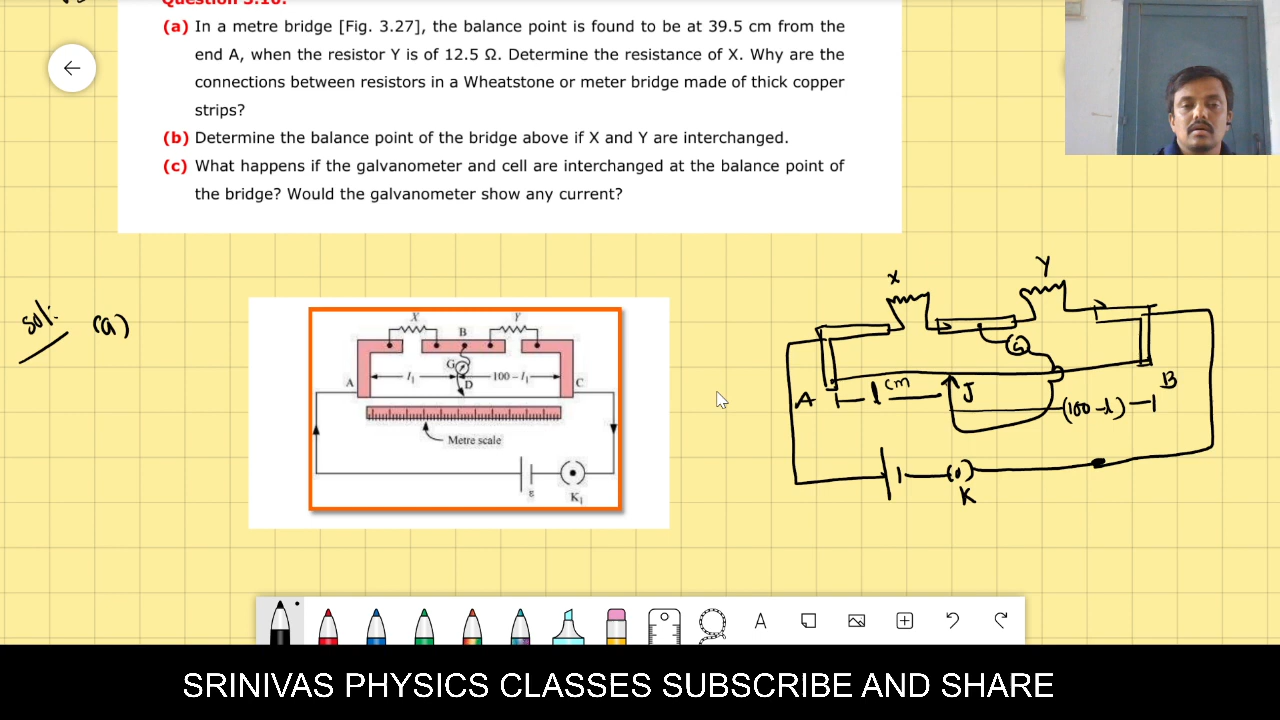 Question 3.10:
(a) In a metre bridge [Fig. 3.27], the balance point is found to be at 39.5 cm from the
end A, when the resistor Y is of 12.5 Ω. Determine the resistance of X. Why are the
connections between resistors in a Wheatstone or meter bridge made of thick copper
strips?
(b) Determine the balance point of the bridge above if X and Y are interchanged.
(c) What happens if the galvanometer and cell are interchanged at the balance point of
the bridge? Would the galvanometer show any current?
Sol: (a)
X Y
B
G
A l₁ D 100 – l₁ C
Metre scale
ε K₁
X Y
G
A l cm J (100-l) B
K
A
SRINIVAS PHYSICS CLASSES SUBSCRIBE AND SHARE